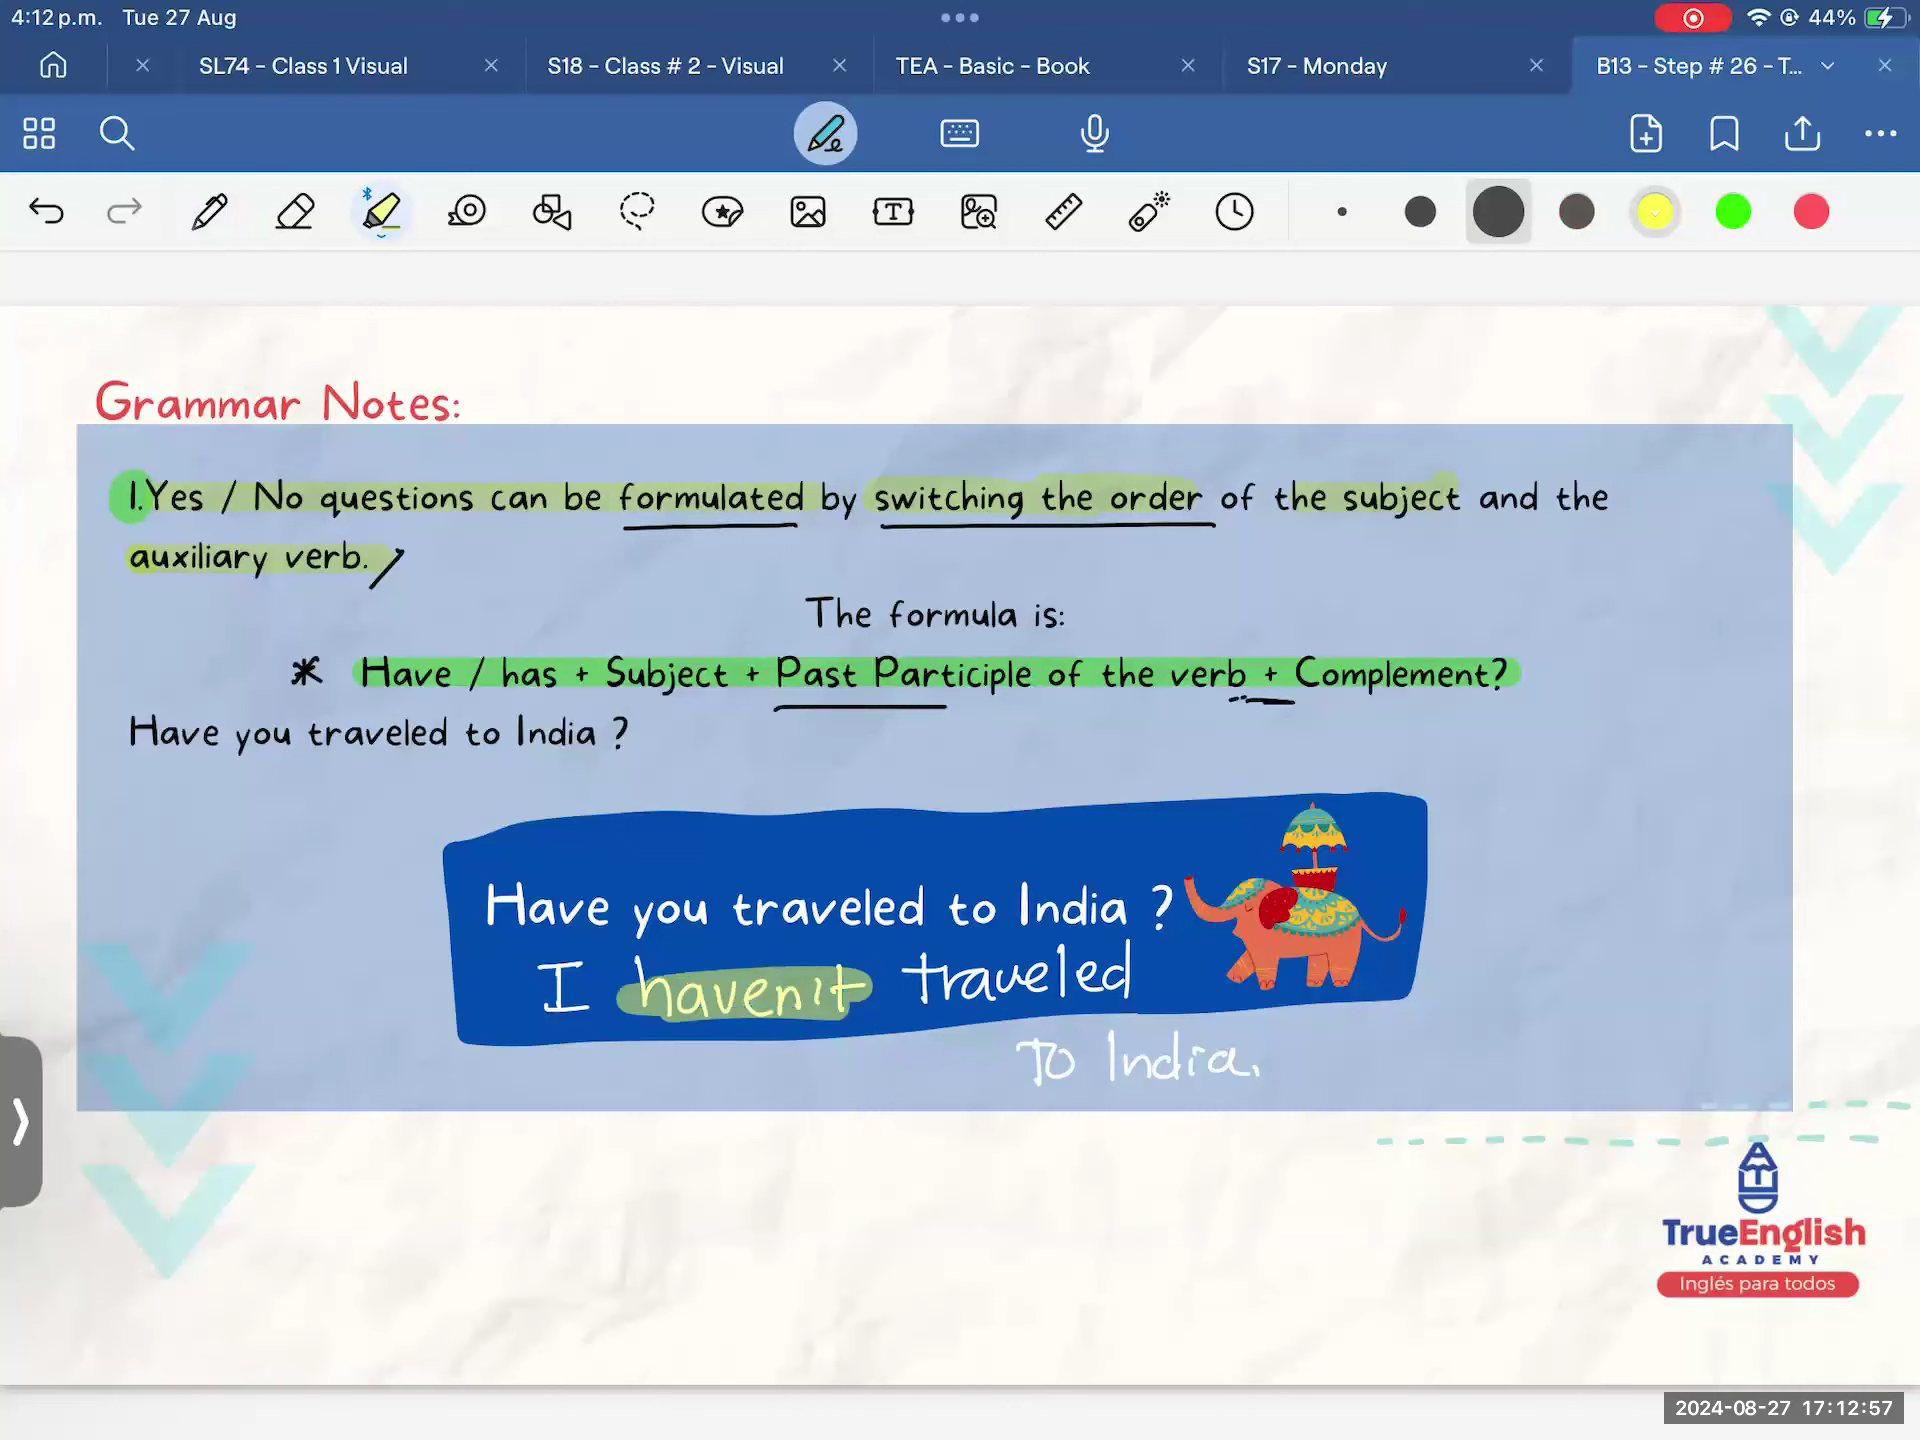 4:12 p.m. Tue 27 Aug
44%
SL74 - Class 1 Visual
S18 - Class # 2 - Visual
TEA - Basic - Book
S17 - Monday
B13 - Step # 26 - T...
Grammar Notes:
1.Yes / No questions can be formulated by switching the order of the subject and the
auxiliary verb.
The formula is:
* Have / has + Subject + Past Participle of the verb + Complement?
Have you traveled to India ?
Have you traveled to India ?
I haven't traveled
To India.
TrueEnglish
ACADEMY
Inglés para todos
2024-08-27 17:12:57